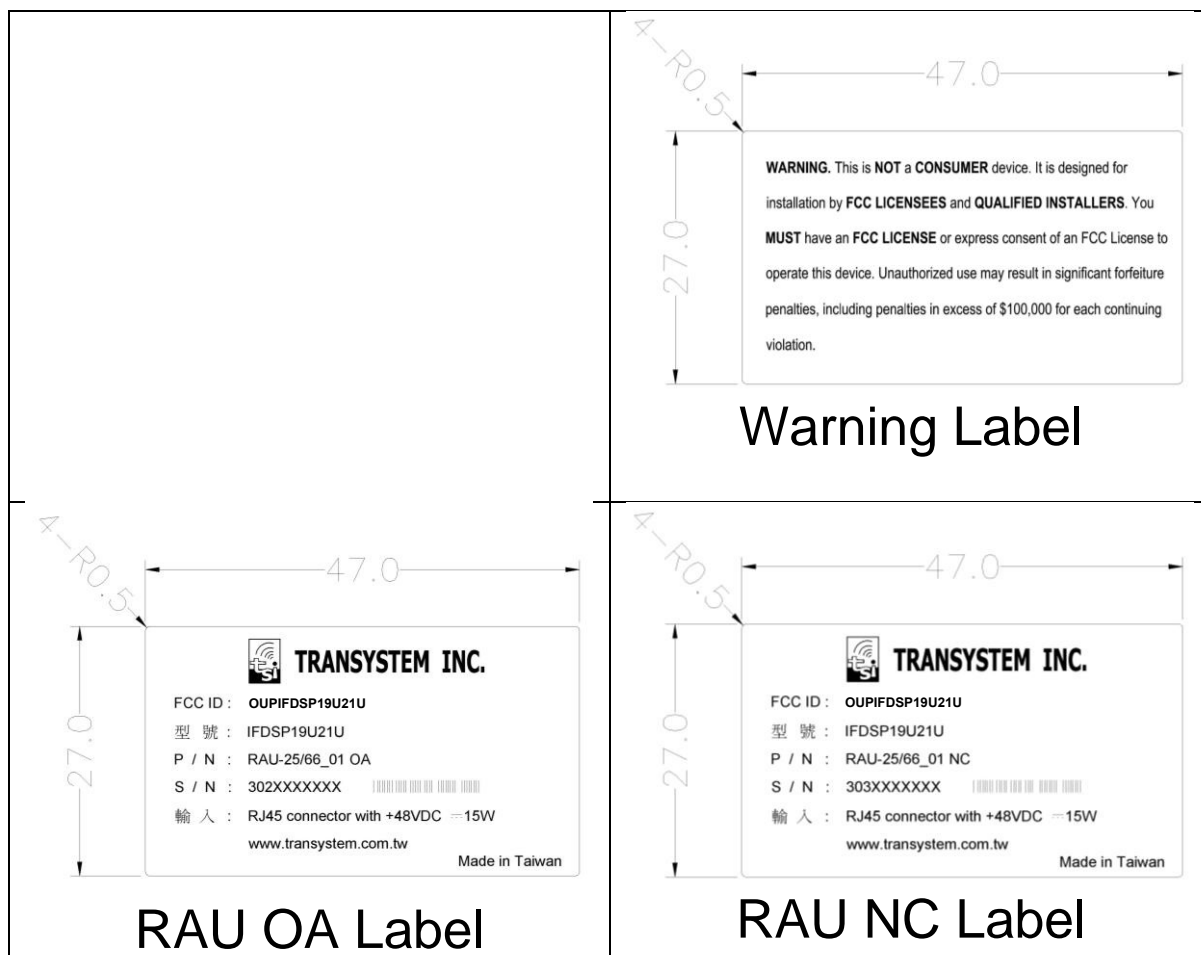 4-R0.5
47.0
27.0
WARNING. This is NOT a CONSUMER device. It is designed for
installation by FCC LICENSEES and QUALIFIED INSTALLERS. You
MUST have an FCC LICENSE or express consent of an FCC License to
operate this device. Unauthorized use may result in significant forfeiture
penalties, including penalties in excess of $100,000 for each continuing
violation.
Warning Label
4-R0.5
47.0
27.0
tsi TRANSYSTEM INC.
FCC ID : OUPIFDSP19U21U
型 號 : IFDSP19U21U
P / N : RAU-25/66_01 OA
S / N : 302XXXXXXX
輸 入 : RJ45 connector with +48VDC ⎓15W
www.transystem.com.tw
Made in Taiwan
RAU OA Label
4-R0.5
47.0
27.0
tsi TRANSYSTEM INC.
FCC ID : OUPIFDSP19U21U
型 號 : IFDSP19U21U
P / N : RAU-25/66_01 NC
S / N : 303XXXXXXX
輸 入 : RJ45 connector with +48VDC ⎓15W
www.transystem.com.tw
Made in Taiwan
RAU NC Label